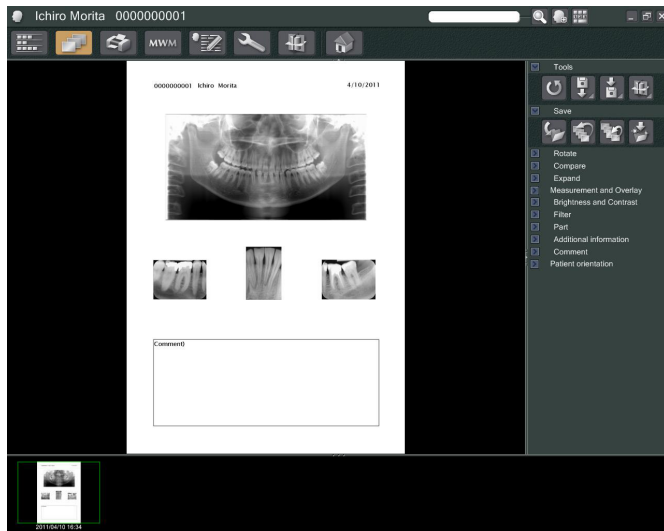 Ichiro Morita 0000000001
MWM
0000000001 Ichiro Morita 4/10/2011
Comment)
Tools
Save
Rotate
Compare
Expand
Measurement and Overlay
Brightness and Contrast
Filter
Part
Additional information
Comment
Patient orientation
2011/04/10 16:34